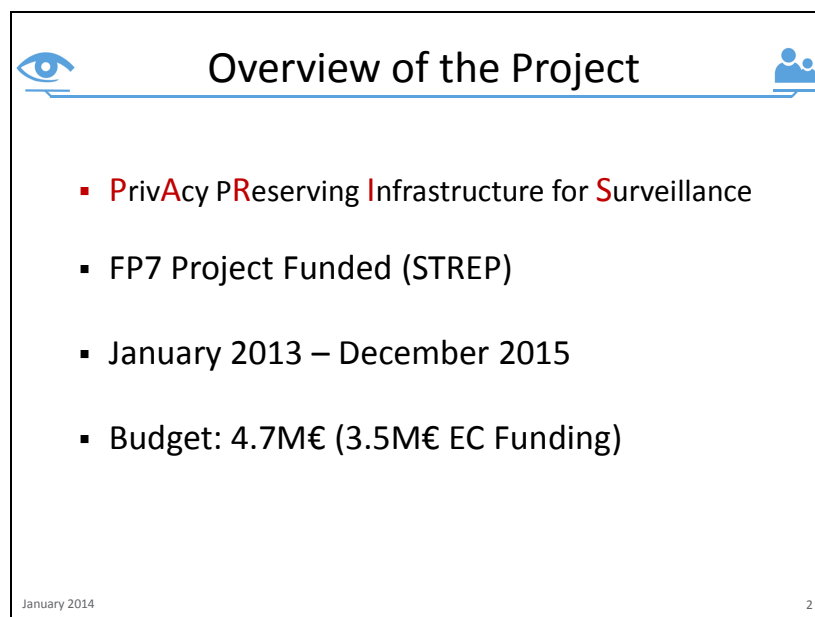 Overview of the Project
▪ PrivAcy PReserving Infrastructure for Surveillance
▪ FP7 Project Funded (STREP)
▪ January 2013 – December 2015
▪ Budget: 4.7M€ (3.5M€ EC Funding)
January 2014
2